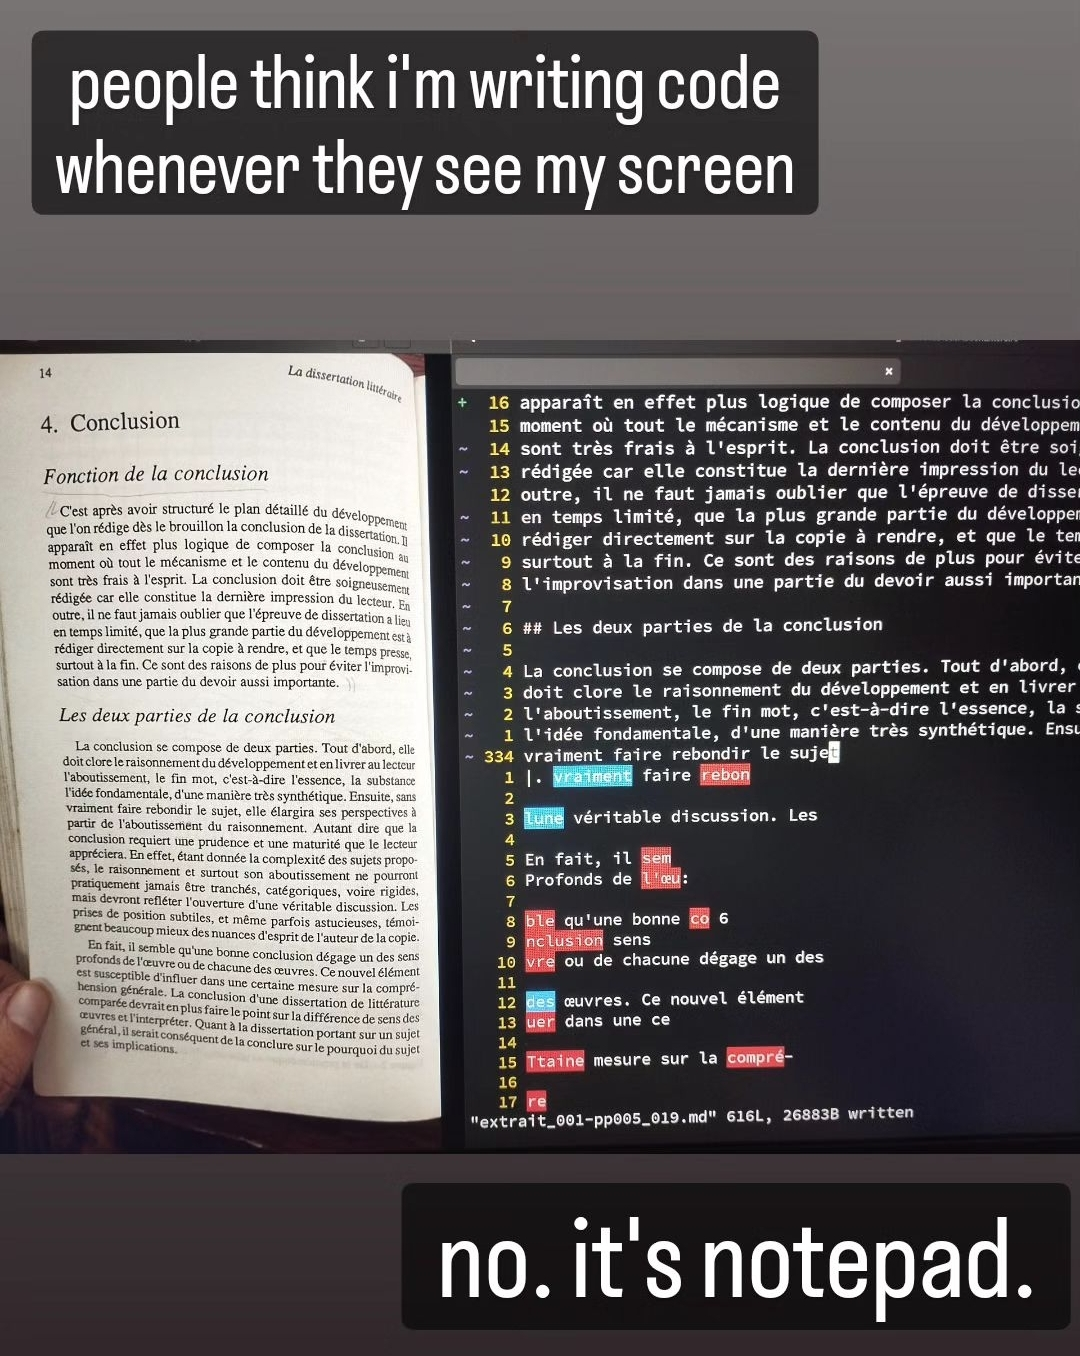 people think i'm writing code
whenever they see my screen
14
La dissertation littéraire
4. Conclusion
Fonction de la conclusion
C'est après avoir structuré le plan détaillé du développement
que l'on rédige dès le brouillon la conclusion de la dissertation. Il
apparaît en effet plus logique de composer la conclusion au
moment où tout le mécanisme et le contenu du développement
sont très frais à l'esprit. La conclusion doit être soigneusement
rédigée car elle constitue la dernière impression du lecteur. En
outre, il ne faut jamais oublier que l'épreuve de dissertation a lieu
en temps limité, que la plus grande partie du développement est à
rédiger directement sur la copie à rendre, et que le temps presse,
surtout à la fin. Ce sont des raisons de plus pour éviter l'improvi-
sation dans une partie du devoir aussi importante.
Les deux parties de la conclusion
La conclusion se compose de deux parties. Tout d'abord, elle
doit clore le raisonnement du développement et en livrer au lecteur
l'aboutissement, le fin mot, c'est-à-dire l'essence, la substance
l'idée fondamentale, d'une manière très synthétique. Ensuite, sans
vraiment faire rebondir le sujet, elle élargira ses perspectives à
partir de l'aboutissement du raisonnement. Autant dire que la
conclusion requiert une prudence et une maturité que le lecteur
appréciera. En effet, étant donnée la complexité des sujets propo-
sés, le raisonnement et surtout son aboutissement ne pourront
pratiquement jamais être tranchés, catégoriques, voire rigides,
mais devront refléter l'ouverture d'une véritable discussion. Les
prises de position subtiles, et même parfois astucieuses, témoi-
gnent beaucoup mieux des nuances d'esprit de l'auteur de la copie.
En fait, il semble qu'une bonne conclusion dégage un des sens
profonds de l'œuvre ou de chacune des œuvres. Ce nouvel élément
est susceptible d'influer dans une certaine mesure sur la compré-
hension générale. La conclusion d'une dissertation de littérature
comparée devrait en plus faire le point sur la différence de sens des
œuvres et l'interpréter. Quant à la dissertation portant sur un sujet
général, il serait conséquent de la conclure sur le pourquoi du sujet
et ses implications.
+ 16 apparaît en effet plus logique de composer la conclusio
15 moment où tout le mécanisme et le contenu du développem
~ 14 sont très frais à l'esprit. La conclusion doit être soi
~ 13 rédigée car elle constitue la dernière impression du le
12 outre, il ne faut jamais oublier que l'épreuve de disse
~ 11 en temps limité, que la plus grande partie du développem
~ 10 rédiger directement sur la copie à rendre, et que le tem
~ 9 surtout à la fin. Ce sont des raisons de plus pour évite
~ 8 l'improvisation dans une partie du devoir aussi importan
~ 7
~ 6 ## Les deux parties de la conclusion
~ 5
~ 4 La conclusion se compose de deux parties. Tout d'abord,
~ 3 doit clore le raisonnement du développement et en livrer
~ 2 l'aboutissement, le fin mot, c'est-à-dire l'essence, la s
~ 1 l'idée fondamentale, d'une manière très synthétique. Ensu
~ 334 vraiment faire rebondir le sujet
1 |. vraiment faire rebon
2
3 lune véritable discussion. Les
4
5 En fait, il sem
6 Profonds de l'œu:
7
8 ble qu'une bonne co 6
9 nclusion sens
10 vre ou de chacune dégage un des
11
12 des œuvres. Ce nouvel élément
13 uer dans une ce
14
15 Ttaine mesure sur la compré-
16
17 re
"extrait_001-pp005_019.md" 616L, 26883B written
no. it's notepad.